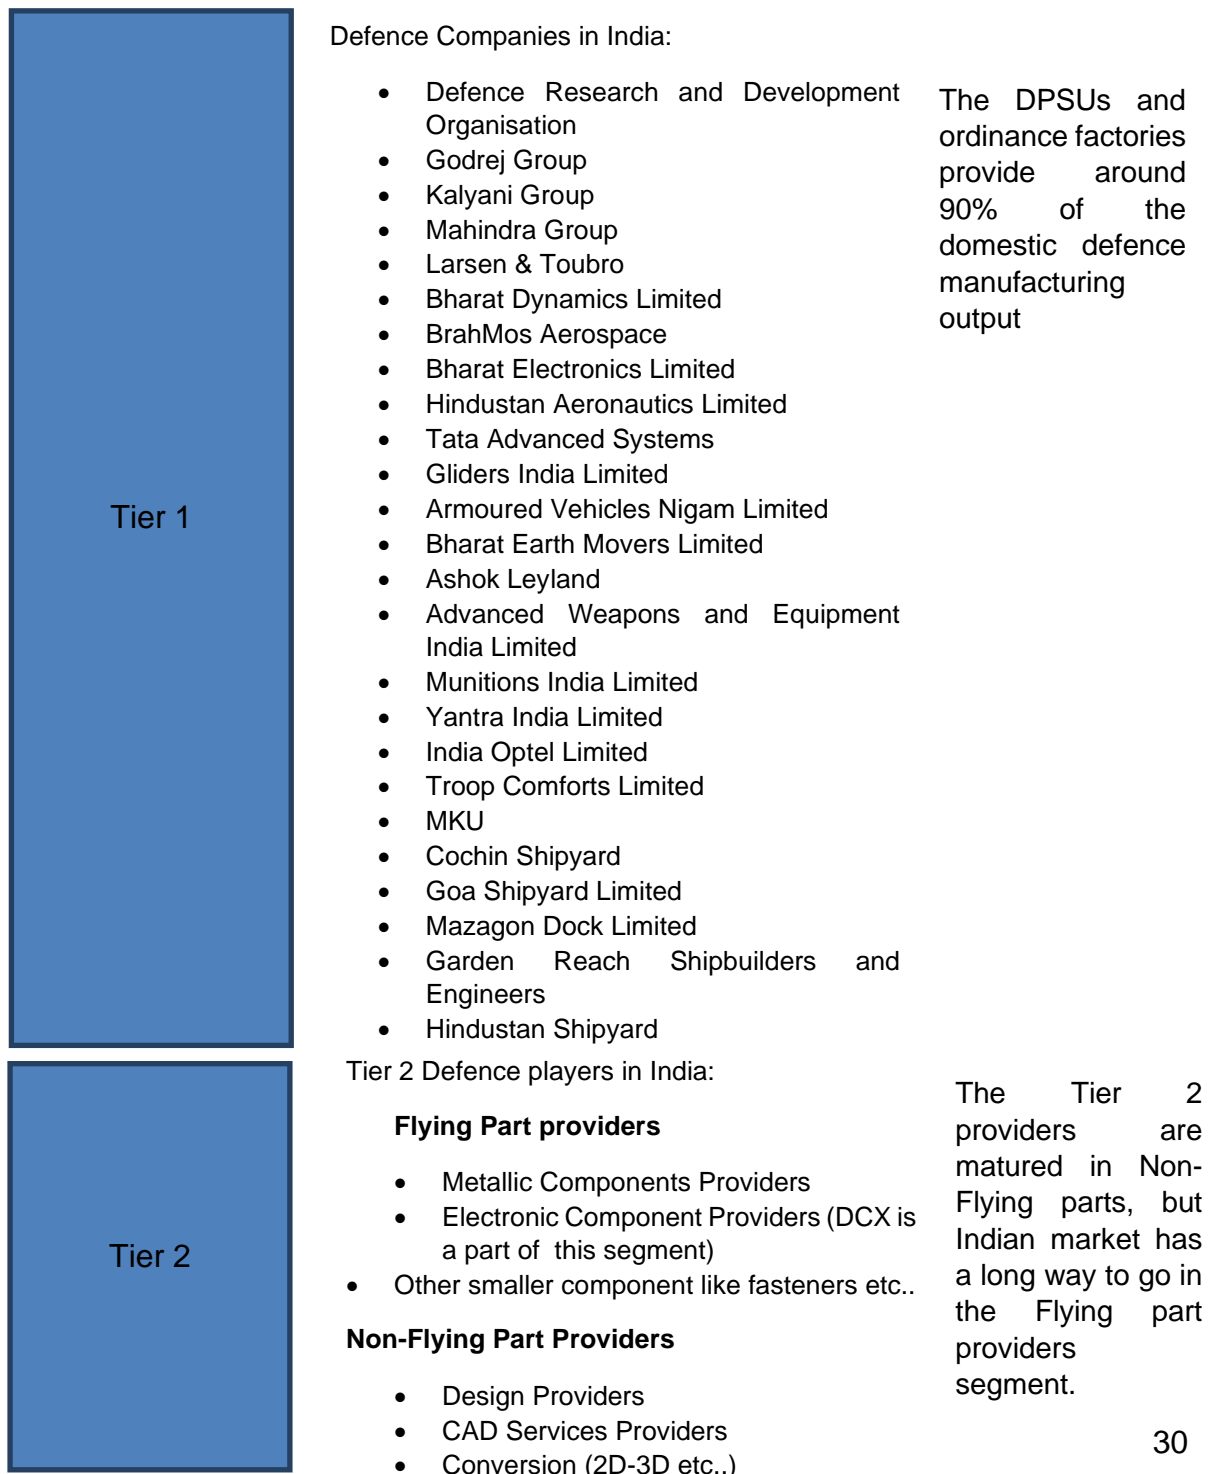 Tier 1
Defence Companies in India:
• Defence Research and Development
Organisation
• Godrej Group
• Kalyani Group
• Mahindra Group
• Larsen & Toubro
• Bharat Dynamics Limited
• BrahMos Aerospace
• Bharat Electronics Limited
• Hindustan Aeronautics Limited
• Tata Advanced Systems
• Gliders India Limited
• Armoured Vehicles Nigam Limited
• Bharat Earth Movers Limited
• Ashok Leyland
• Advanced Weapons and Equipment
India Limited
• Munitions India Limited
• Yantra India Limited
• India Optel Limited
• Troop Comforts Limited
• MKU
• Cochin Shipyard
• Goa Shipyard Limited
• Mazagon Dock Limited
• Garden Reach Shipbuilders and
Engineers
• Hindustan Shipyard
The DPSUs and
ordinance factories
provide around
90% of the
domestic defence
manufacturing
output
Tier 2
Tier 2 Defence players in India:
Flying Part providers
• Metallic Components Providers
• Electronic Component Providers (DCX is
a part of this segment)
• Other smaller component like fasteners etc..
Non-Flying Part Providers
• Design Providers
• CAD Services Providers
• Conversion (2D-3D etc..)
The Tier 2
providers are
matured in Non-
Flying parts, but
Indian market has
a long way to go in
the Flying part
providers
segment.
30